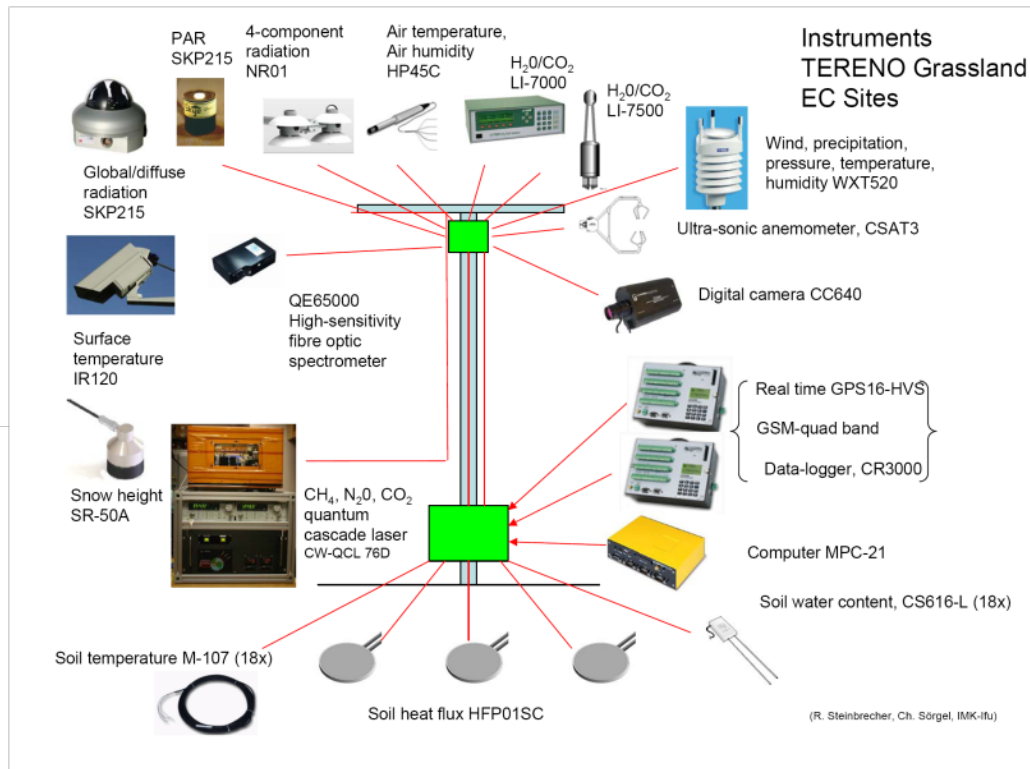 Instruments
TERENO Grassland
EC Sites
PAR
SKP215
4-component
radiation
NR01
Air temperature,
Air humidity
HP45C
H₂0/CO₂
LI-7000
H₂0/CO₂
LI-7500
Wind, precipitation,
pressure, temperature,
humidity WXT520
Global/diffuse
radiation
SKP215
Ultra-sonic anemometer, CSAT3
QE65000
High-sensitivity
fibre optic
spectrometer
Digital camera CC640
Surface
temperature
IR120
Real time GPS16-HVS
GSM-quad band
Data-logger, CR3000
Snow height
SR-50A
CH₄, N₂0, CO₂
quantum
cascade laser
CW-QCL 76D
Computer MPC-21
Soil water content, CS616-L (18x)
Soil temperature M-107 (18x)
Soil heat flux HFP01SC
(R. Steinbrecher, Ch. Sörgel, IMK-Ifu)